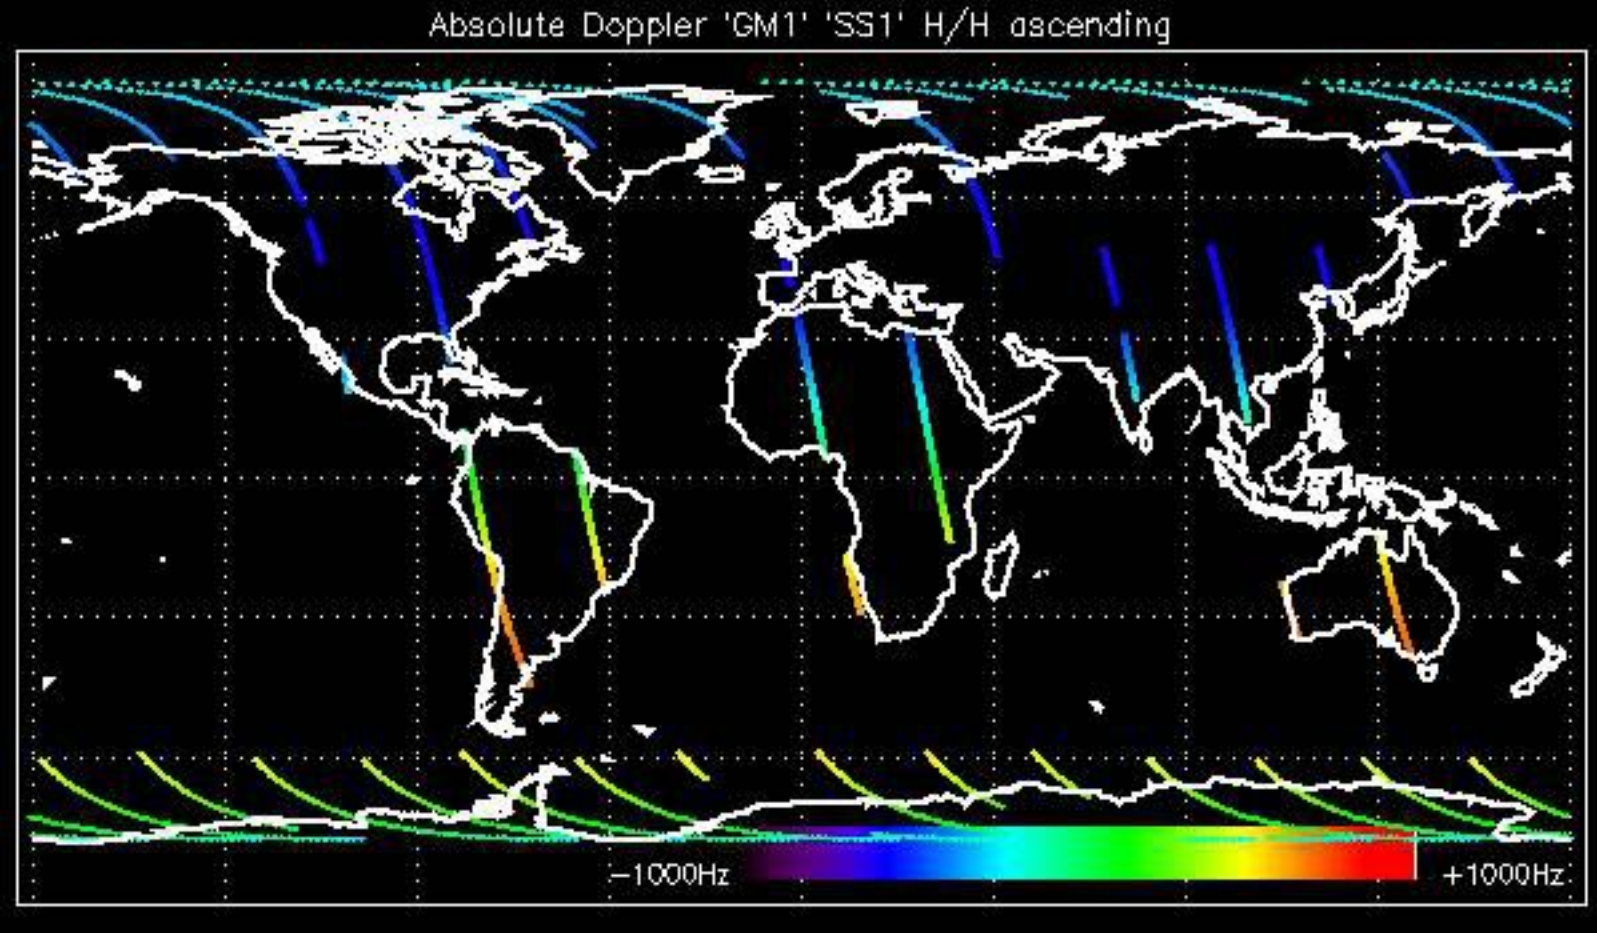 Absolute Doppler 'GM1' 'SS1' H/H ascending
−1000Hz
+1000Hz